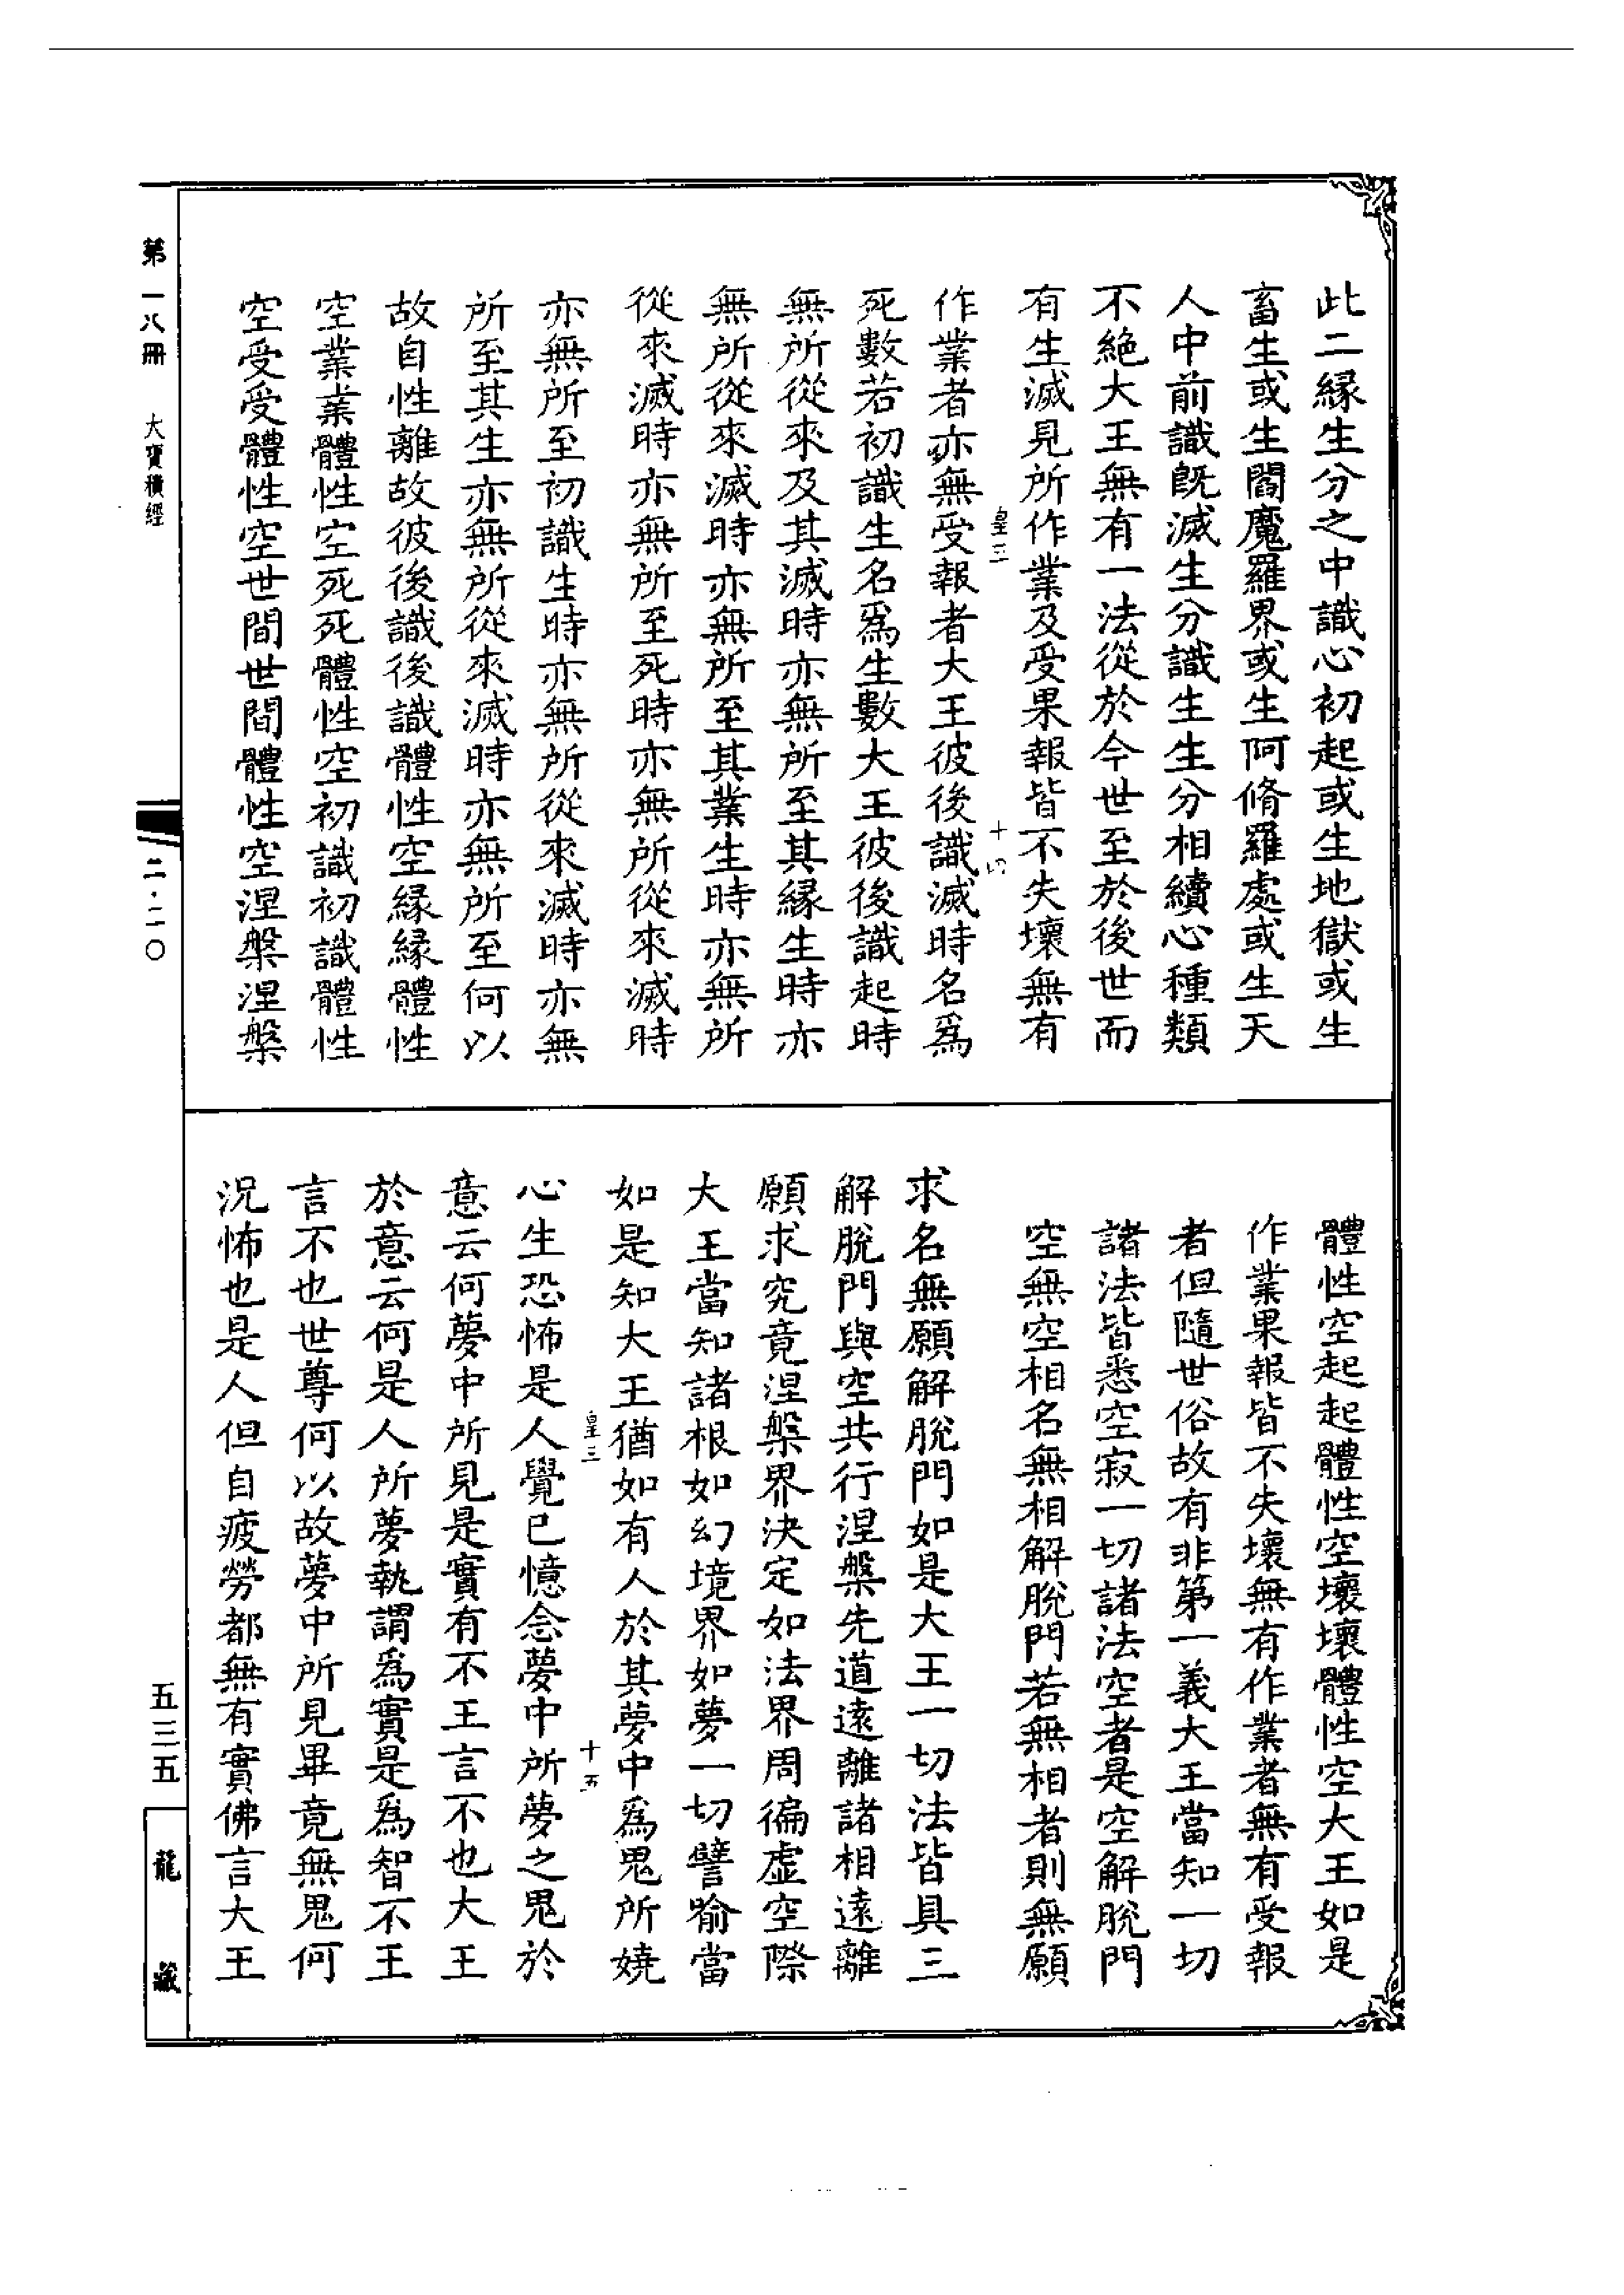 此二緣生分之中識心初起或生地獄或生
畜生或生閻魔羅界或生阿脩羅處或生天
人中前識既滅生分識生生分相續心種類
不絕大王無有一法從於今世至於後世而
有生滅見所作業及受果報皆不失壞無有
皇三
十四
作業者亦無受報者大王彼後識滅時名為
死數若初識生名為生數大王彼後識起時
無所從來及其滅時亦無所至其緣生時亦
無所從來滅時亦無所至其業生時亦無所
從來滅時亦無所至死時亦無所從來滅時
亦無所至初識生時亦無所從來滅時亦無
所至其生亦無所從來滅時亦無所至何以
故自性離故彼後識後識體性空緣緣體性
空業業體性空死死體性空初識初識體性
空受受體性空世間世間體性空涅槃涅槃
體性空起起體性空壞壞體性空大王如是
作業果報皆不失壞無有作業者無有受報
者但隨世俗故有非第一義大王當知一切
諸法皆悉空寂一切諸法空者是空解脫門
空無空相名無相解脫門若無相者則無願
求名無願解脫門如是大王一切法皆具三
解脫門與空共行涅槃先道遠離諸相遠離
願求究竟涅槃界決定如法界周徧虛空際
大王當知諸根如幻境界如夢一切譬喻當
如是知大王猶如有人於其夢中為鬼所嬈
皇三
十五
心生恐怖是人覺已憶念夢中所夢之鬼於
意云何夢中所見是實有不王言不也大王
於意云何是人所夢執謂為實是為智不王
言不也世尊何以故夢中所見畢竟無鬼何
況怖也是人但自疲勞都無有實佛言大王
第一八冊
大寶積經
二·二〇
五三五
龍藏